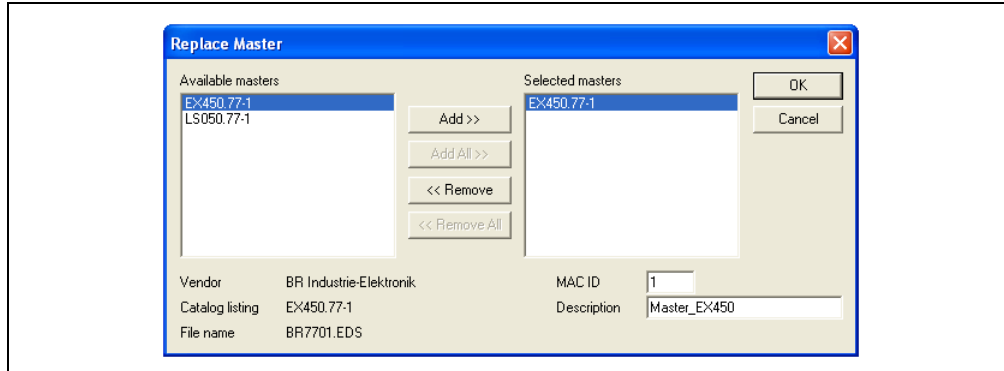 Replace Master
Available masters
EX450.77-1
LS050.77-1
Add >>
Add All >>
<< Remove
<< Remove All
Selected masters
EX450.77-1
OK
Cancel
Vendor BR Industrie-Elektronik
Catalog listing EX450.77-1
File name BR7701.EDS
MAC ID 1
Description Master_EX450